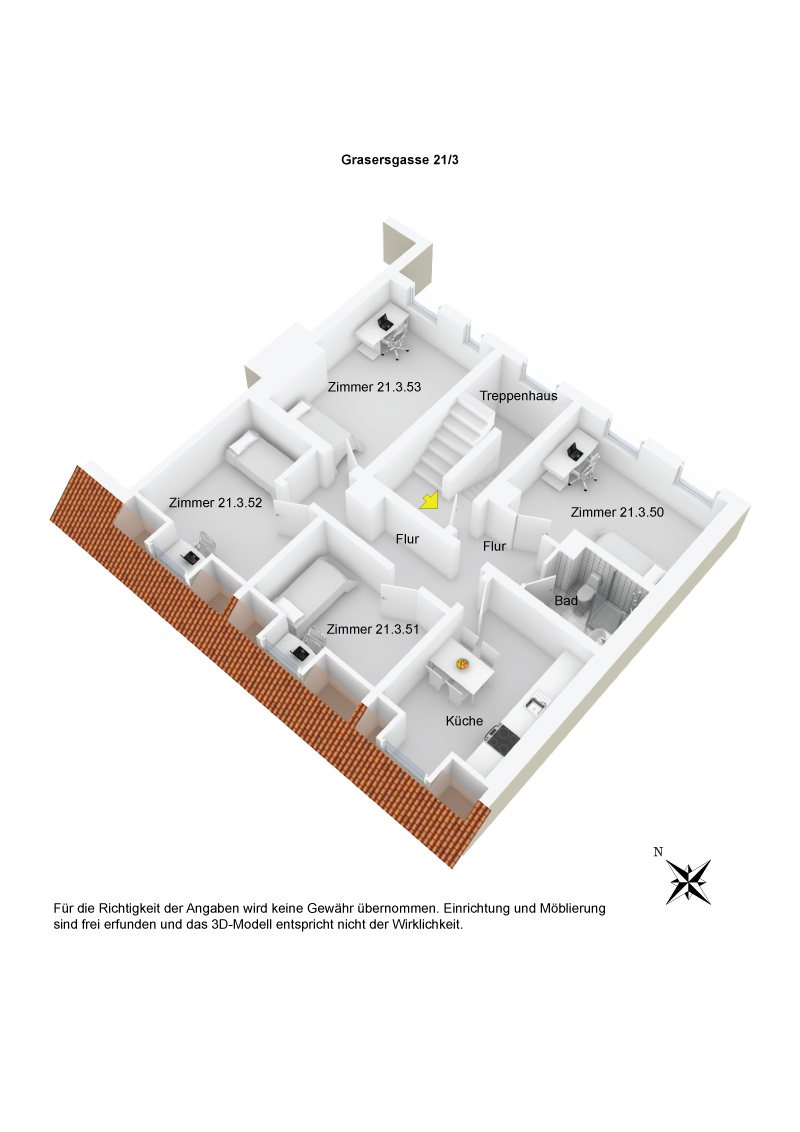 Grasersgasse 21/3
Zimmer 21.3.53
Treppenhaus
Zimmer 21.3.52
Zimmer 21.3.50
Flur
Flur
Bad
Zimmer 21.3.51
Küche
N
Für die Richtigkeit der Angaben wird keine Gewähr übernommen. Einrichtung und Möblierung
sind frei erfunden und das 3D-Modell entspricht nicht der Wirklichkeit.